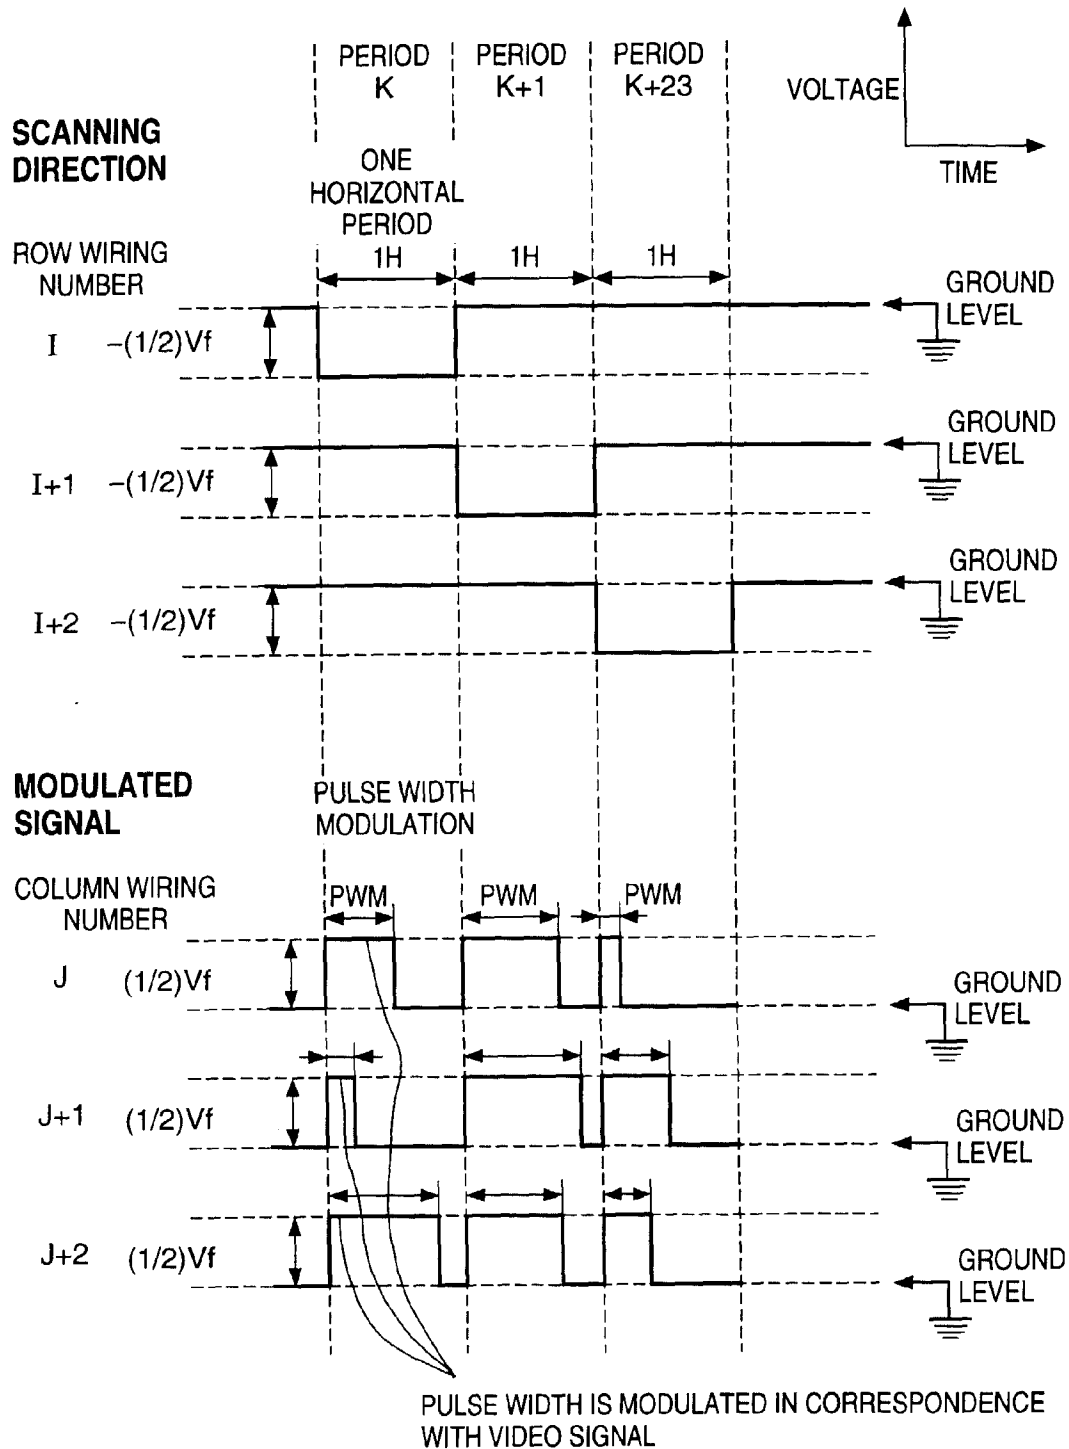 PERIOD K
PERIOD K+1
PERIOD K+23
VOLTAGE
TIME
SCANNING
DIRECTION
ONE
HORIZONTAL
PERIOD
ROW WIRING
NUMBER
1H
1H
1H
I
–(1/2)Vf
GROUND
LEVEL
I+1
–(1/2)Vf
GROUND
LEVEL
I+2
–(1/2)Vf
GROUND
LEVEL
MODULATED
SIGNAL
PULSE WIDTH
MODULATION
COLUMN WIRING
NUMBER
PWM
PWM
PWM
J
(1/2)Vf
GROUND
LEVEL
J+1
(1/2)Vf
GROUND
LEVEL
J+2
(1/2)Vf
GROUND
LEVEL
PULSE WIDTH IS MODULATED IN CORRESPONDENCE
WITH VIDEO SIGNAL